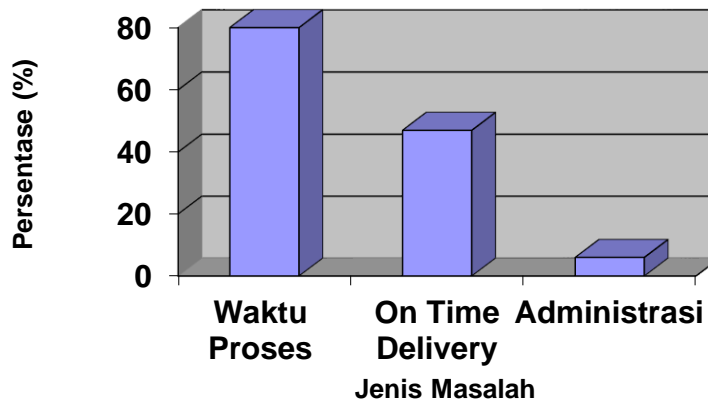 Persentase (%)
80
60
40
20
0
Waktu
Proses
On Time
Delivery
Administrasi
Jenis Masalah